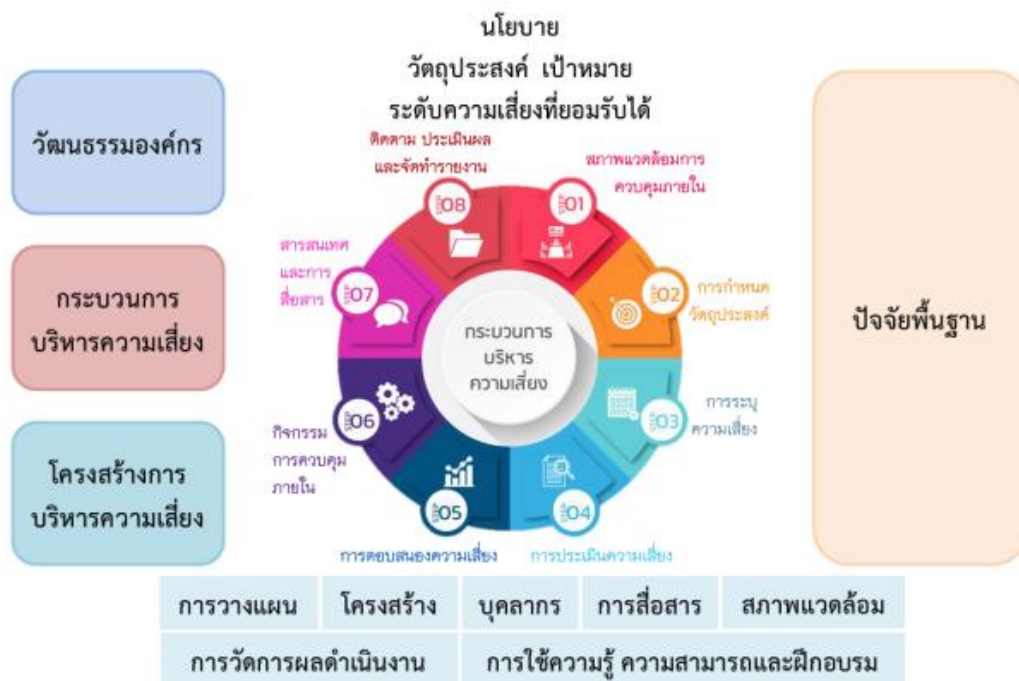 นโยบาย
วัตถุประสงค์ เป้าหมาย
ระดับความเสี่ยงที่ยอมรับได้
วัฒนธรรมองค์กร
กระบวนการ
บริหารความเสี่ยง
โครงสร้างการ
บริหารความเสี่ยง
ติดตาม ประเมินผล
และจัดทำรายงาน
สภาพแวดล้อมการ
ควบคุมภายใน
STEP 08
STEP 01
สารสนเทศ
และการ
สื่อสาร
STEP 07
STEP 02
การกำหนด
วัตถุประสงค์
กระบวนการ
บริหาร
ความเสี่ยง
STEP 06
STEP 03
การระบุ
ความเสี่ยง
กิจกรรม
การควบคุม
ภายใน
STEP 05
STEP 04
การตอบสนองความเสี่ยง
การประเมินความเสี่ยง
ปัจจัยพื้นฐาน
การวางแผน
โครงสร้าง
บุคลากร
การสื่อสาร
สภาพแวดล้อม
การวัดการผลดำเนินงาน
การใช้ความรู้ ความสามารถและฝึกอบรม